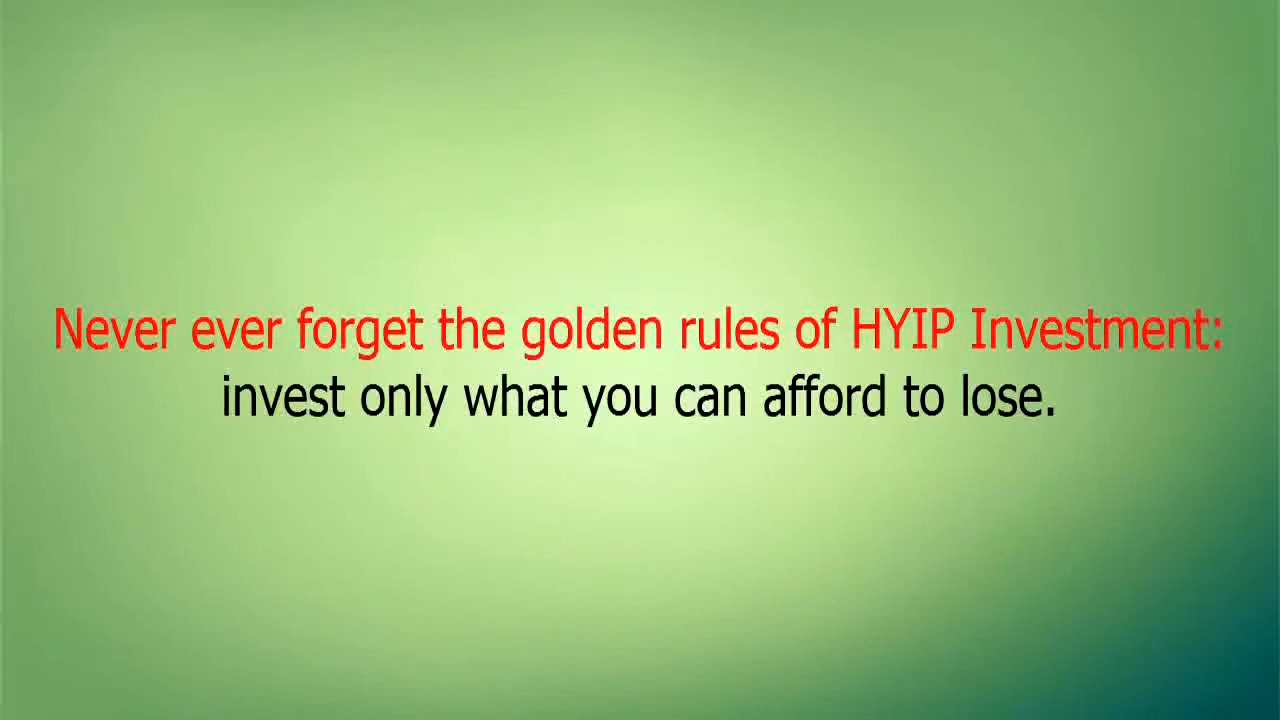 Never ever forget the golden rules of HYIP Investment:
invest only what you can afford to lose.